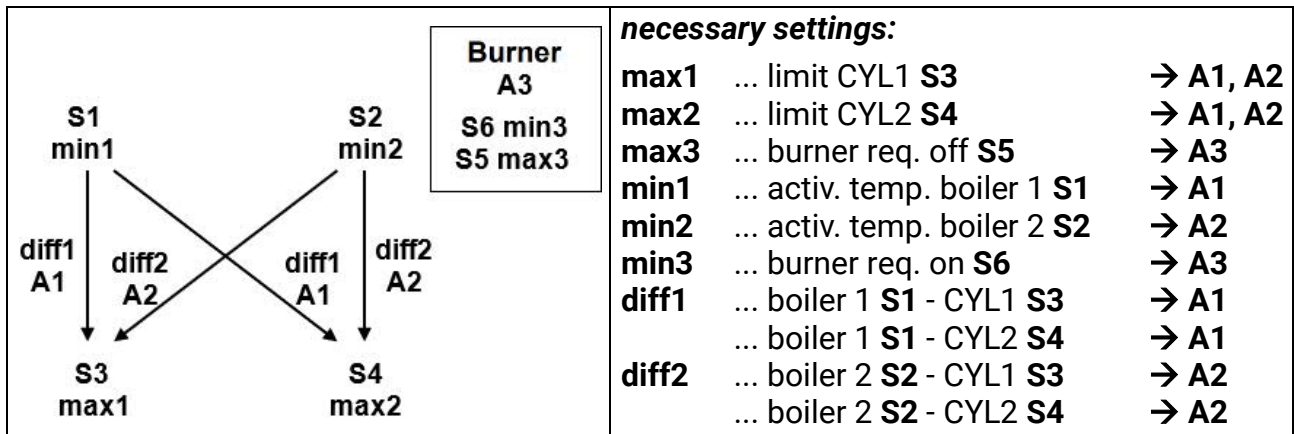 Burner
A3
S6 min3
S5 max3
S1
min1
S2
min2
diff1
A1
diff2
A2
diff1
A1
diff2
A2
S3
max1
S4
max2
necessary settings:
max1 ... limit CYL1 S3 → A1, A2
max2 ... limit CYL2 S4 → A1, A2
max3 ... burner req. off S5 → A3
min1 ... activ. temp. boiler 1 S1 → A1
min2 ... activ. temp. boiler 2 S2 → A2
min3 ... burner req. on S6 → A3
diff1 ... boiler 1 S1 - CYL1 S3 → A1
... boiler 1 S1 - CYL2 S4 → A1
diff2 ... boiler 2 S2 - CYL1 S3 → A2
... boiler 2 S2 - CYL2 S4 → A2